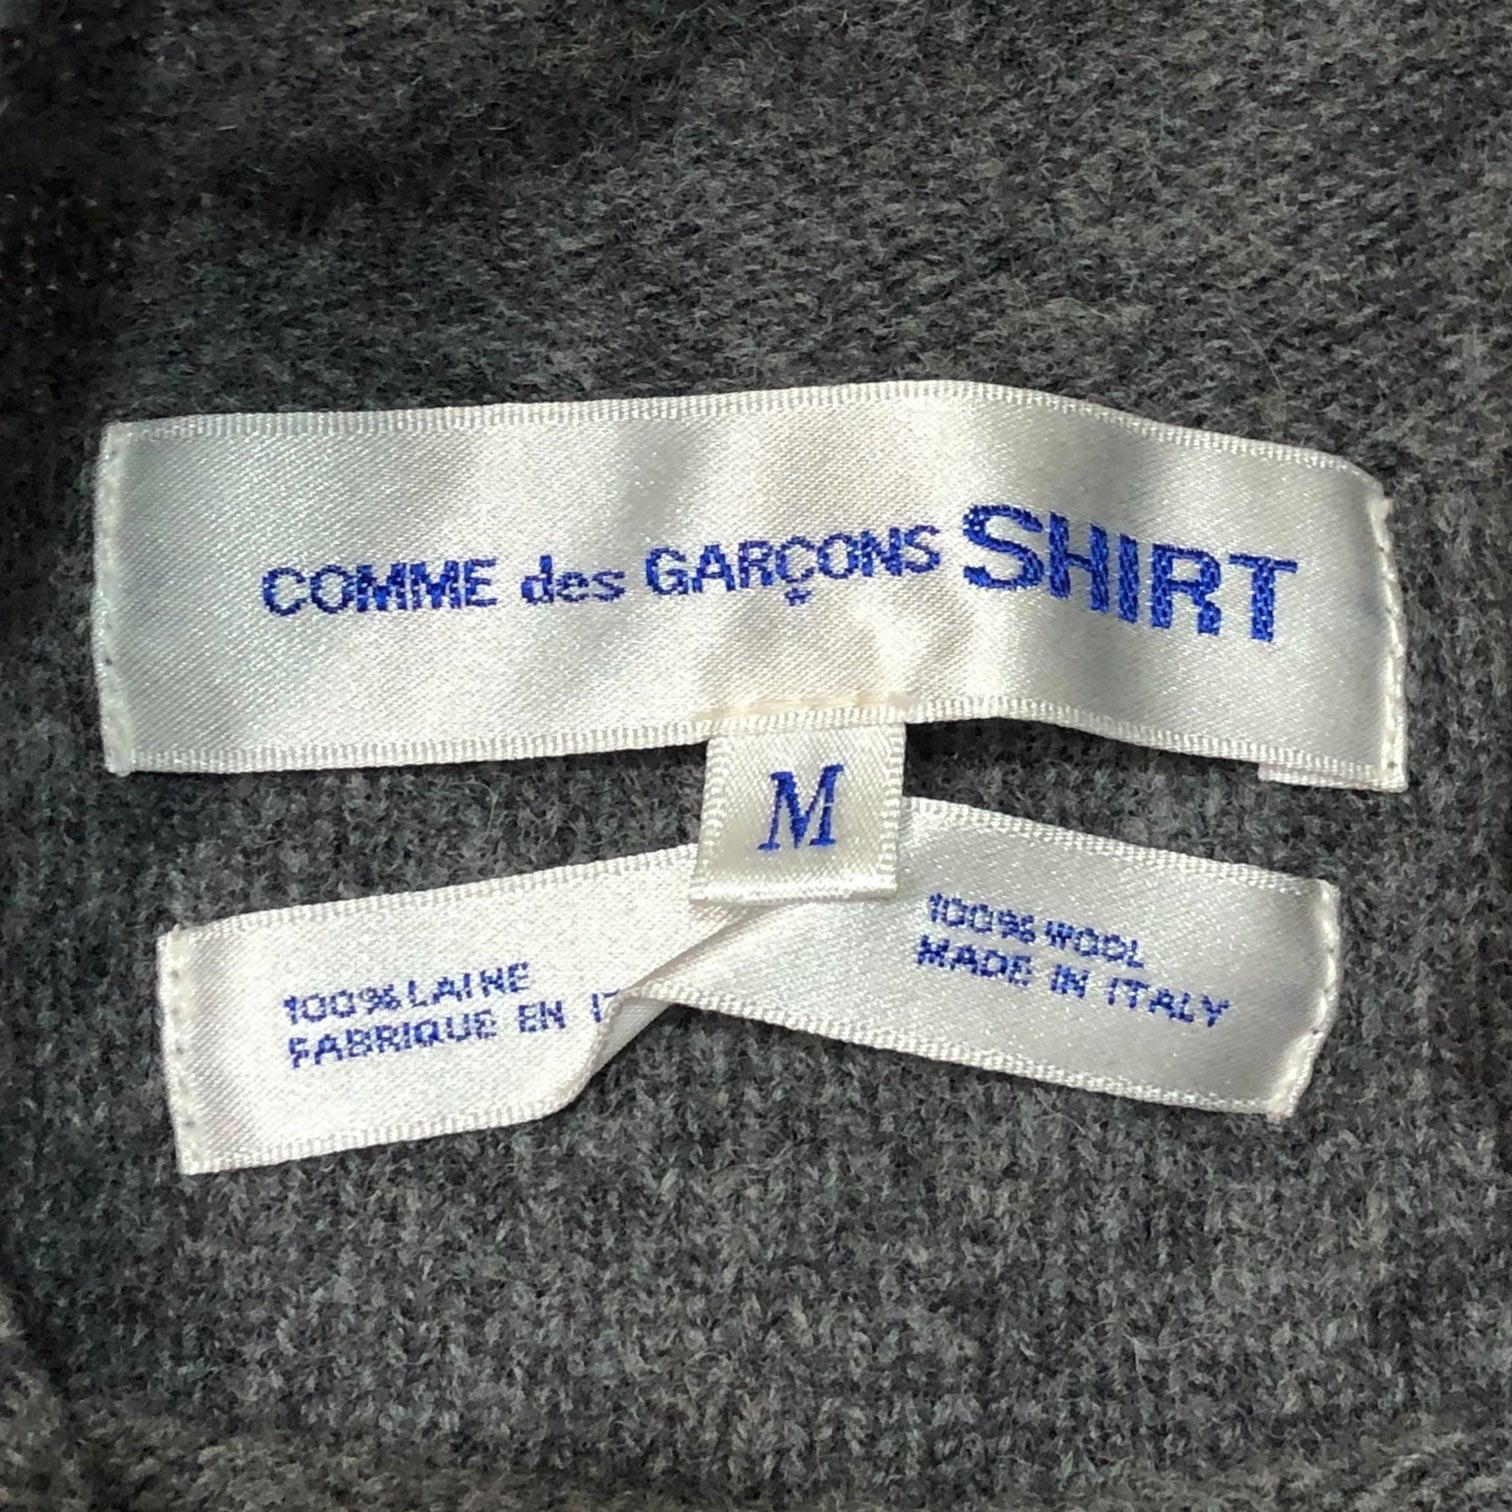 COMME des GARÇONS SHIRT
M
100% LAINE
FABRIQUE EN
100% WOOL
MADE IN ITALY